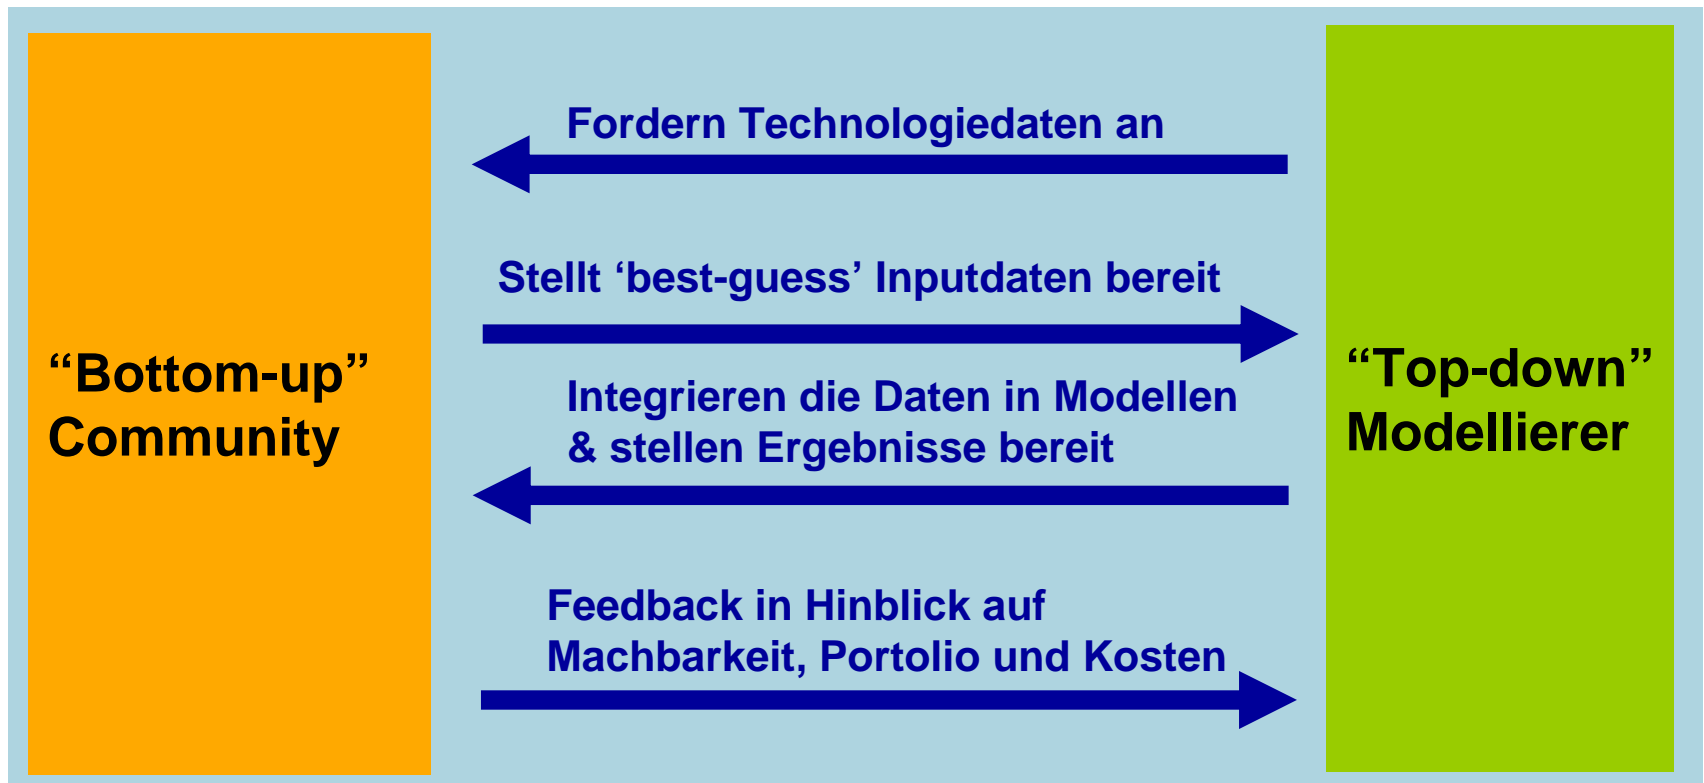 “Bottom-up”
Community
Fordern Technologiedaten an
Stellt ‘best-guess’ Inputdaten bereit
Integrieren die Daten in Modellen
& stellen Ergebnisse bereit
Feedback in Hinblick auf
Machbarkeit, Portolio und Kosten
“Top-down”
Modellierer